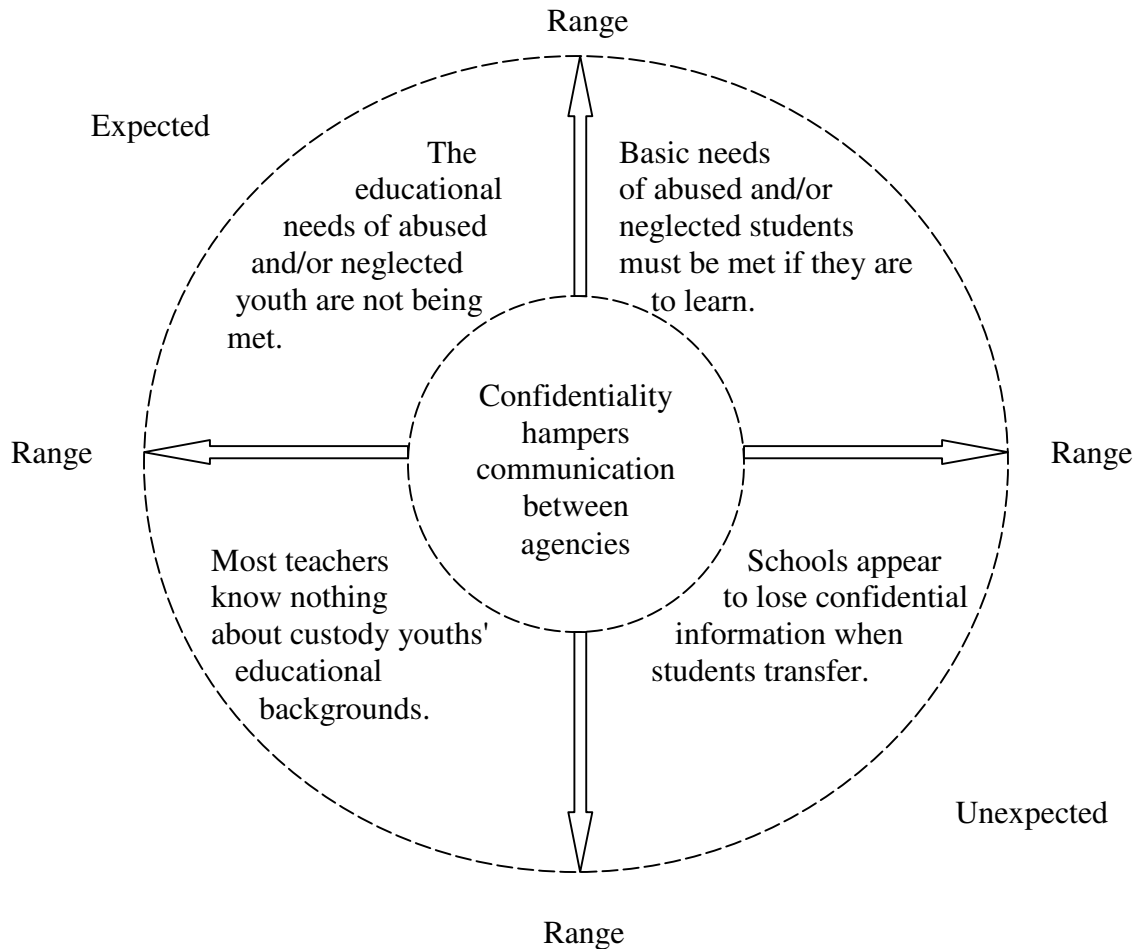 Range
Expected
The
educational
needs of abused
and/or neglected
youth are not being
met.
Basic needs
of abused and/or
neglected students
must be met if they are
to learn.
Range
Confidentiality
hampers
communication
between
agencies
Range
Most teachers
know nothing
about custody youths'
educational
backgrounds.
Schools appear
to lose confidential
information when
students transfer.
Unexpected
Range